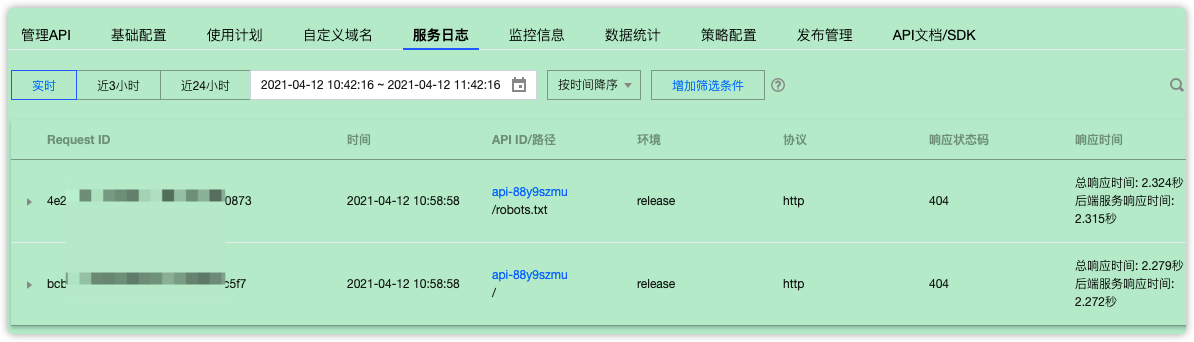 管理API 基础配置 使用计划 自定义域名 服务日志 监控信息 数据统计 策略配置 发布管理 API文档/SDK
实时 近3小时 近24小时 2021-04-12 10:42:16 ~ 2021-04-12 11:42:16 按时间降序 增加筛选条件
Request ID 时间 API ID/路径 环境 协议 响应状态码 响应时间
4e2 0873 2021-04-12 10:58:58 api-88y9szmu release http 404 总响应时间: 2.324秒
/robots.txt 后端服务响应时间:
2.315秒
bcb c5f7 2021-04-12 10:58:58 api-88y9szmu release http 404 总响应时间: 2.279秒
/ 后端服务响应时间:
2.272秒